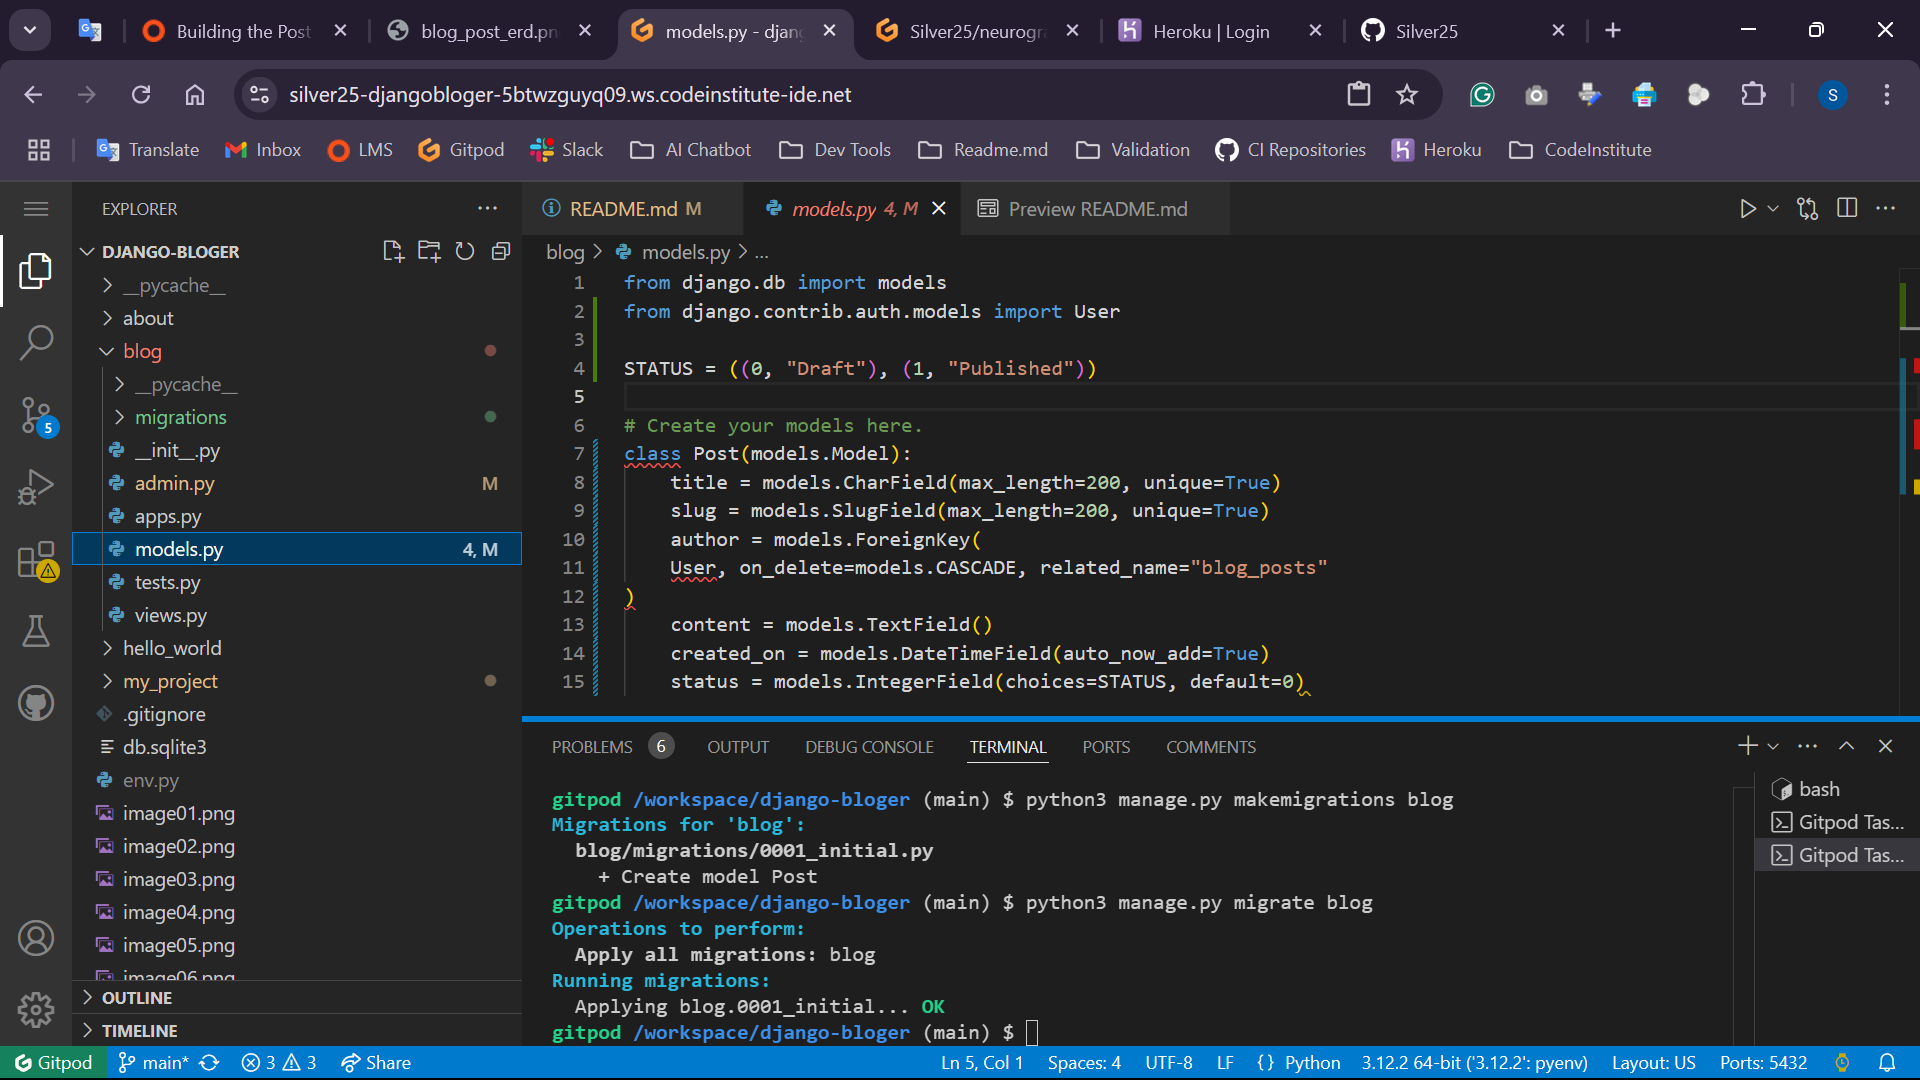 Building the Post
blog_post_erd.pn
models.py - djang
Silver25/neurogra
Heroku | Login
Silver25
silver25-djangobloger-5btwzguyq09.ws.codeinstitute-ide.net
S
Translate
Inbox
LMS
Gitpod
Slack
AI Chatbot
Dev Tools
Readme.md
Validation
CI Repositories
Heroku
CodeInstitute
EXPLORER
DJANGO-BLOGER
__pycache__
about
blog
__pycache__
migrations
__init__.py
admin.py M
apps.py
models.py 4, M
tests.py
views.py
hello_world
my_project
.gitignore
db.sqlite3
env.py
image01.png
image02.png
image03.png
image04.png
image05.png
image06.png
OUTLINE
TIMELINE
5
README.md M
models.py 4, M
Preview README.md
blog > models.py > ...
1 from django.db import models
2 from django.contrib.auth.models import User
3
4 STATUS = ((0, "Draft"), (1, "Published"))
5
6 # Create your models here.
7 class Post(models.Model):
8 title = models.CharField(max_length=200, unique=True)
9 slug = models.SlugField(max_length=200, unique=True)
10 author = models.ForeignKey(
11 User, on_delete=models.CASCADE, related_name="blog_posts"
12 )
13 content = models.TextField()
14 created_on = models.DateTimeField(auto_now_add=True)
15 status = models.IntegerField(choices=STATUS, default=0)
PROBLEMS 6
OUTPUT
DEBUG CONSOLE
TERMINAL
PORTS
COMMENTS
gitpod /workspace/django-bloger (main) $ python3 manage.py makemigrations blog
Migrations for 'blog':
blog/migrations/0001_initial.py
+ Create model Post
gitpod /workspace/django-bloger (main) $ python3 manage.py migrate blog
Operations to perform:
Apply all migrations: blog
Running migrations:
Applying blog.0001_initial... OK
gitpod /workspace/django-bloger (main) $
bash
Gitpod Tas...
Gitpod Tas...
Gitpod
main*
3
3
Share
Ln 5, Col 1
Spaces: 4
UTF-8
LF
{} Python
3.12.2 64-bit ('3.12.2': pyenv)
Layout: US
Ports: 5432